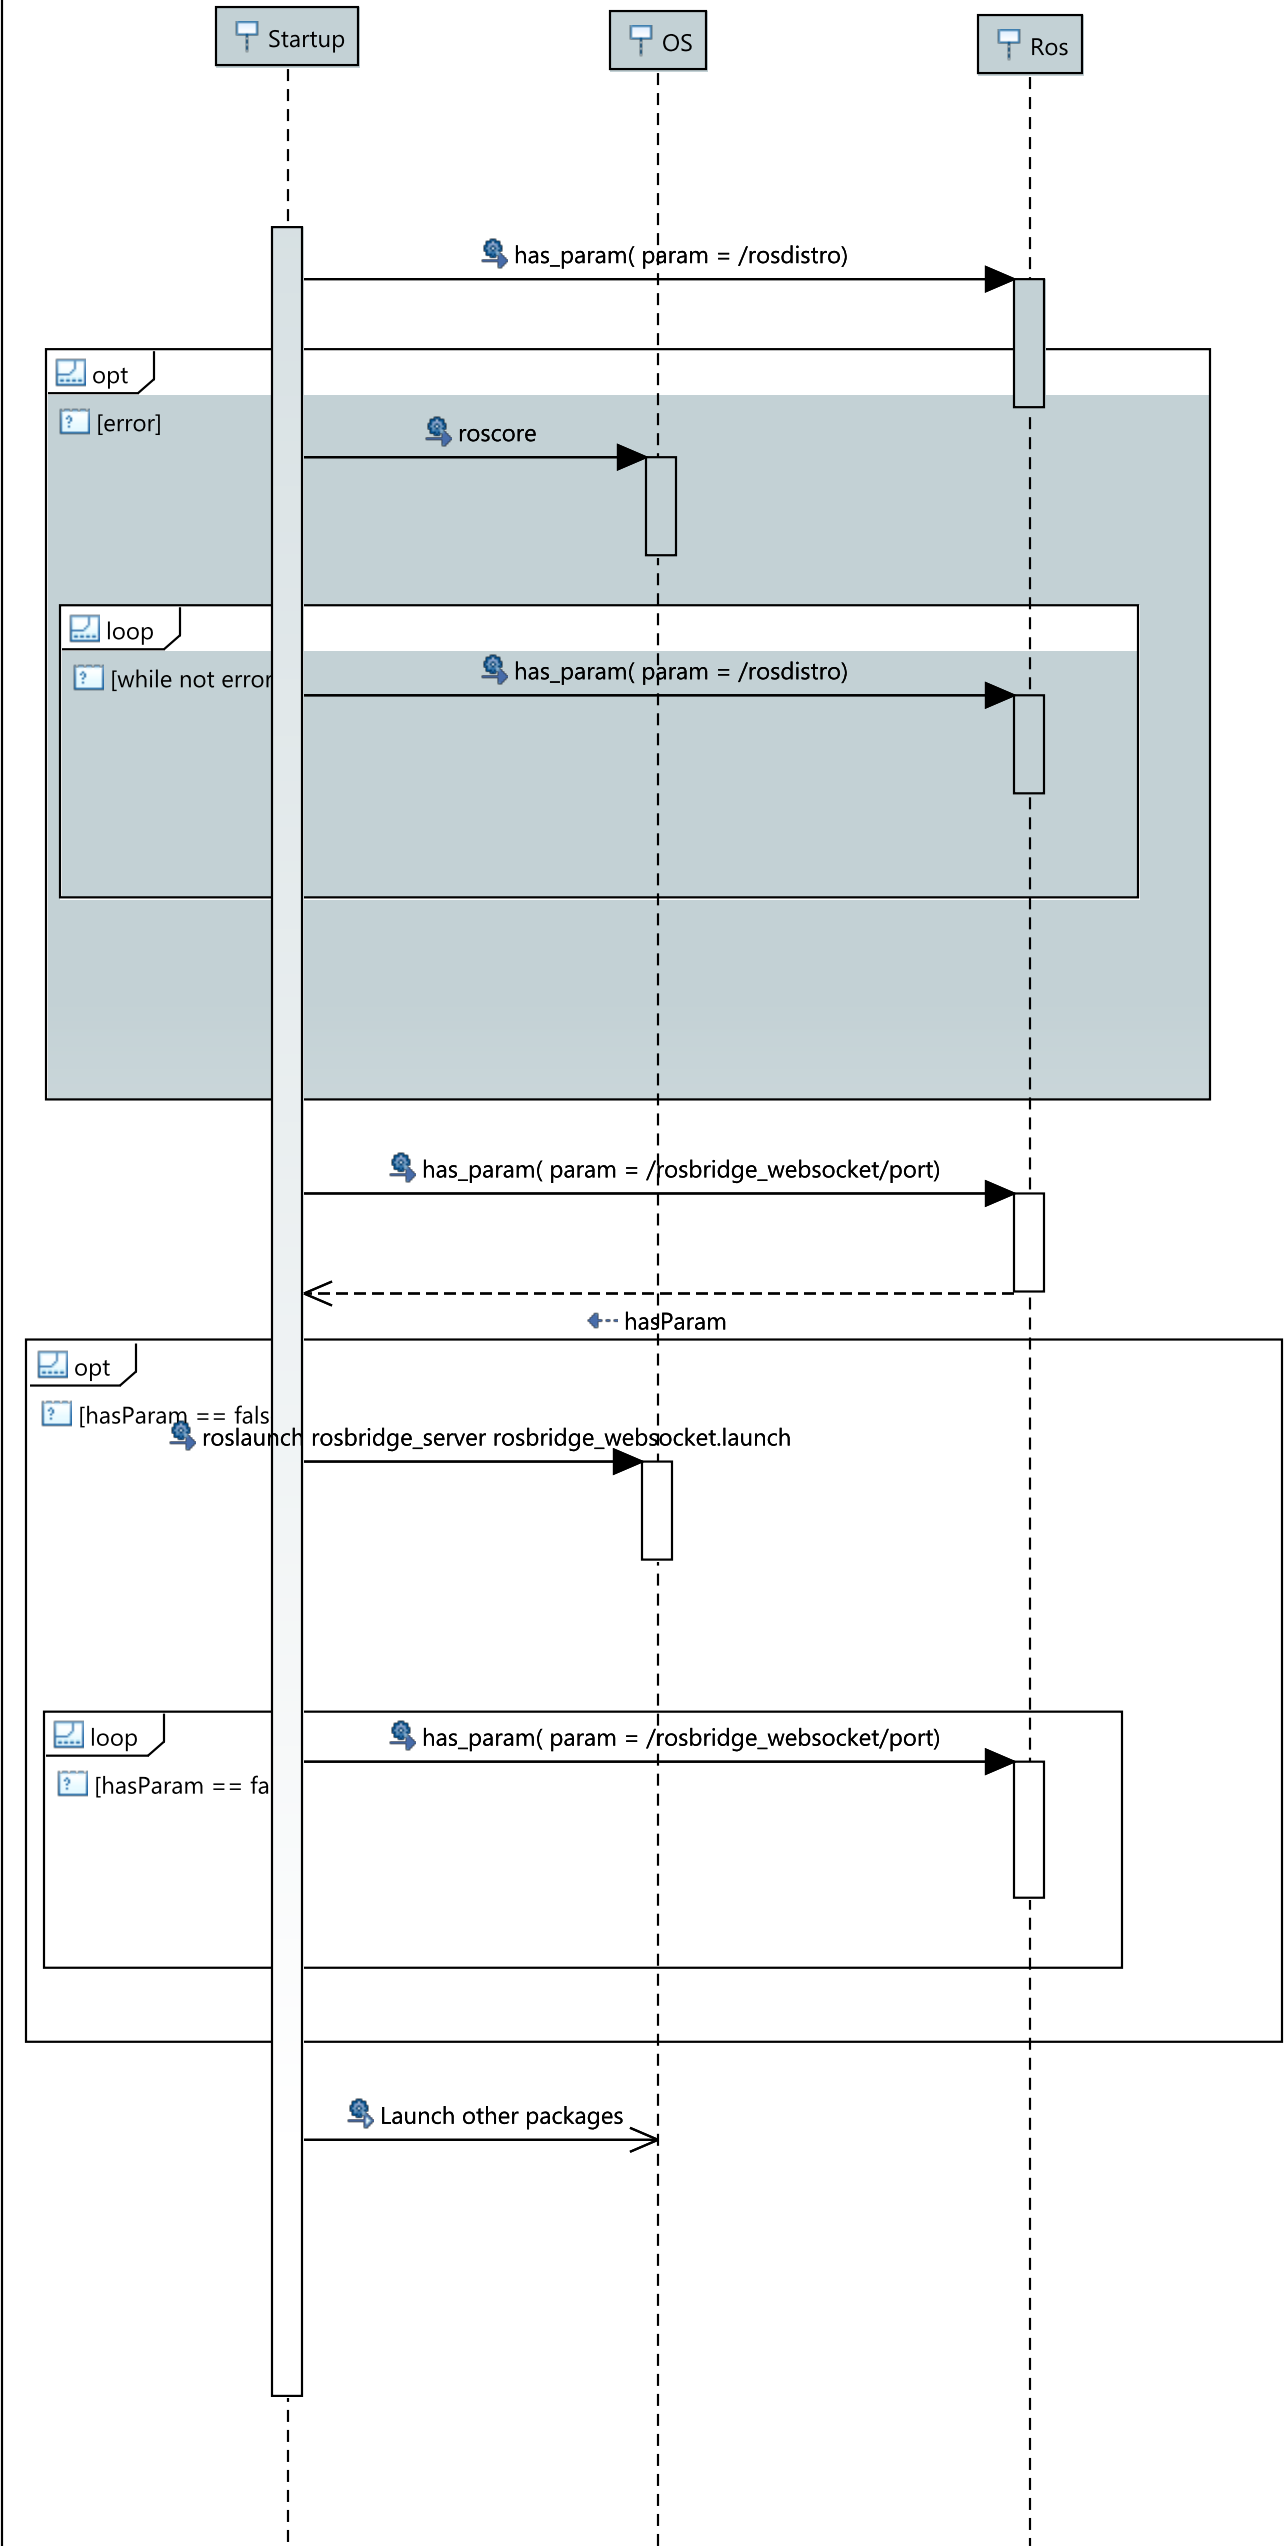 Startup
OS
Ros
has_param( param = /rosdistro)
opt
[error]
roscore
loop
[while not error
has_param( param = /rosdistro)
has_param( param = /rosbridge_websocket/port)
hasParam
opt
[hasParam == fals
roslaunch rosbridge_server rosbridge_websocket.launch
loop
has_param( param = /rosbridge_websocket/port)
[hasParam == fa
Launch other packages